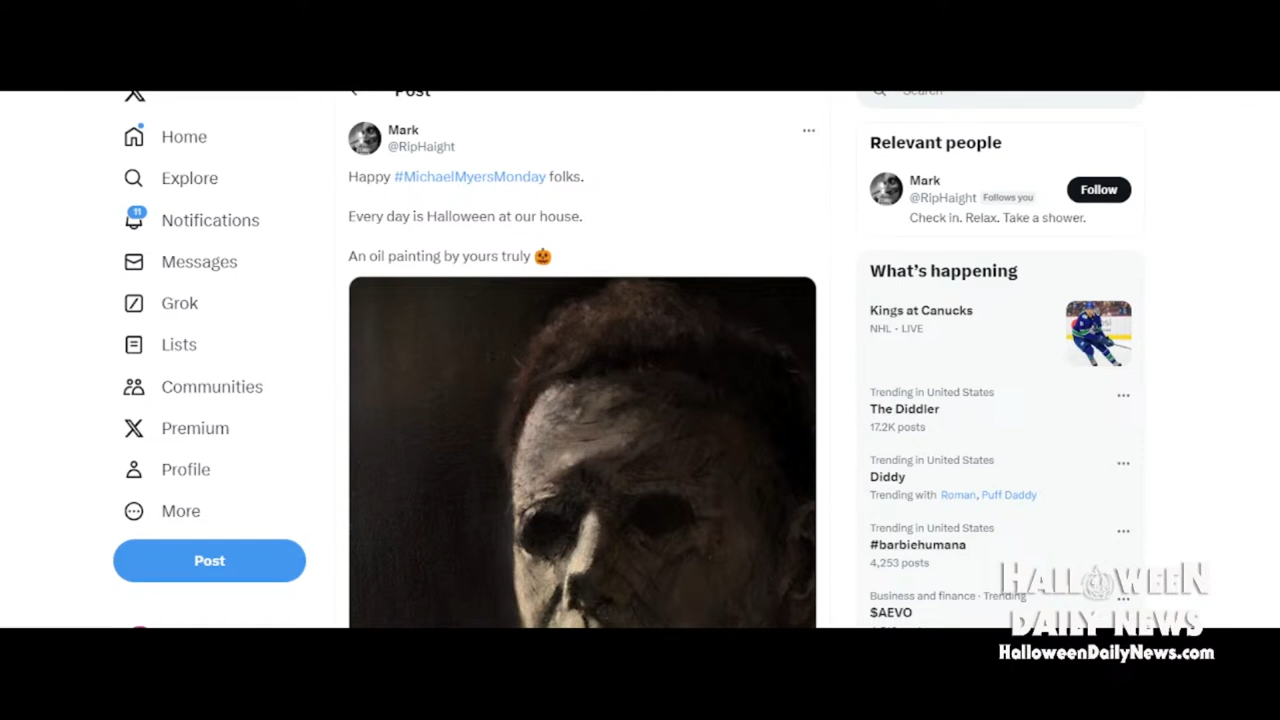 Post
Search
Home
Explore
11
Notifications
Messages
Grok
Lists
Communities
Premium
Profile
More
Post
Mark
@RipHaight
Happy #MichaelMyersMonday folks.
Every day is Halloween at our house.
An oil painting by yours truly 🎃
Relevant people
Mark
@RipHaight Follows you
Follow
Check in. Relax. Take a shower.
What's happening
Kings at Canucks
NHL · LIVE
Trending in United States
The Diddler
17.2K posts
Trending in United States
Diddy
Trending with Roman, Puff Daddy
Trending in United States
#barbiehumana
4,253 posts
Business and finance · Trending
$AEVO
HALLOWEEN
DAILY NEWS
HalloweenDailyNews.com